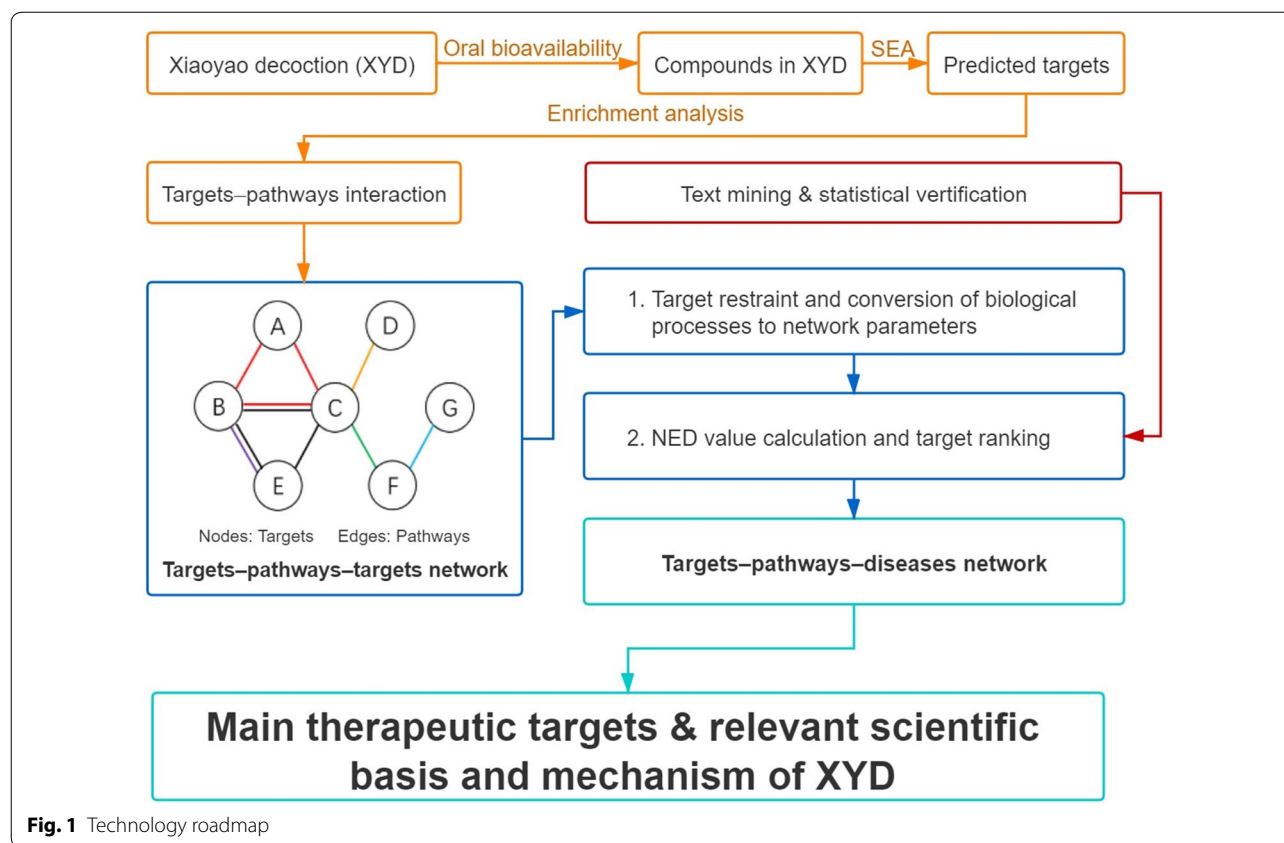 Xiaoyao decoction (XYD)
Oral bioavailability
Compounds in XYD
SEA
Predicted targets
Enrichment analysis
Targets–pathways interaction
Text mining & statistical vertification
A
D
B
C
G
E
F
Nodes: Targets Edges: Pathways
Targets–pathways–targets network
1. Target restraint and conversion of biological
processes to network parameters
2. NED value calculation and target ranking
Targets–pathways–diseases network
Main therapeutic targets & relevant scientific
basis and mechanism of XYD
Fig. 1 Technology roadmap